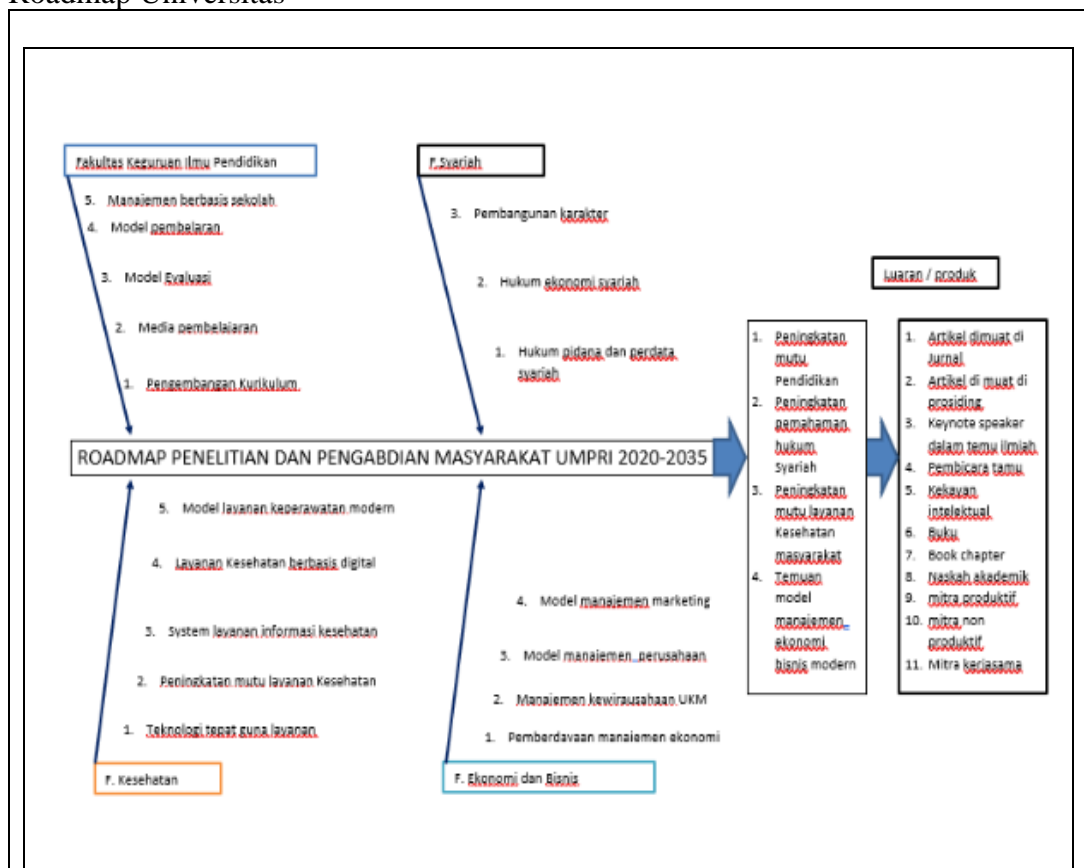 Roadmap Universitas
Fakultas Keguruan Ilmu Pendidikan
5. Manajemen berbasis sekolah
4. Model pembelaran
3. Model Evaluasi
2. Media pembelajaran
1. Pengembangan Kurikulum
F.Syariah
3. Pembangunan karakter
2. Hukum ekonomi syariah
1. Hukum pidana dan perdata
syariah
ROADMAP PENELITIAN DAN PENGABDIAN MASYARAKAT UMPRI 2020-2035
5. Model layanan keperawatan modern
4. Layanan Kesehatan berbasis digital
3. System layanan informasi kesehatan
2. Peningkatan mutu layanan Kesehatan
1. Teknologi tepat guna layanan
F. Kesehatan
4. Model manajemen marketing
3. Model manajemen perusahaan
2. Manajemen kewirausahaan UKM
1. Pemberdayaan manajemen ekonomi
F. Ekonomi dan Bisnis
1. Peningkatan
mutu
Pendidikan
2. Peningkatan
pemahaman
hukum
Syariah
3. Peningkatan
mutu layanan
Kesehatan
masyarakat
4. Temuan
model
manajemen
ekonomi
bisnis modern
Luaran / produk
1. Artikel dimuat di
Jurnal
2. Artikel di muat di
prosiding
3. Keynote speaker
dalam temu ilmiah
4. Pembicara tamu
5. Kekayan
intelektual
6. Buku
7. Book chapter
8. Naskah akademik
9. mitra produktif
10. mitra non
produktif
11. Mitra kerjasama